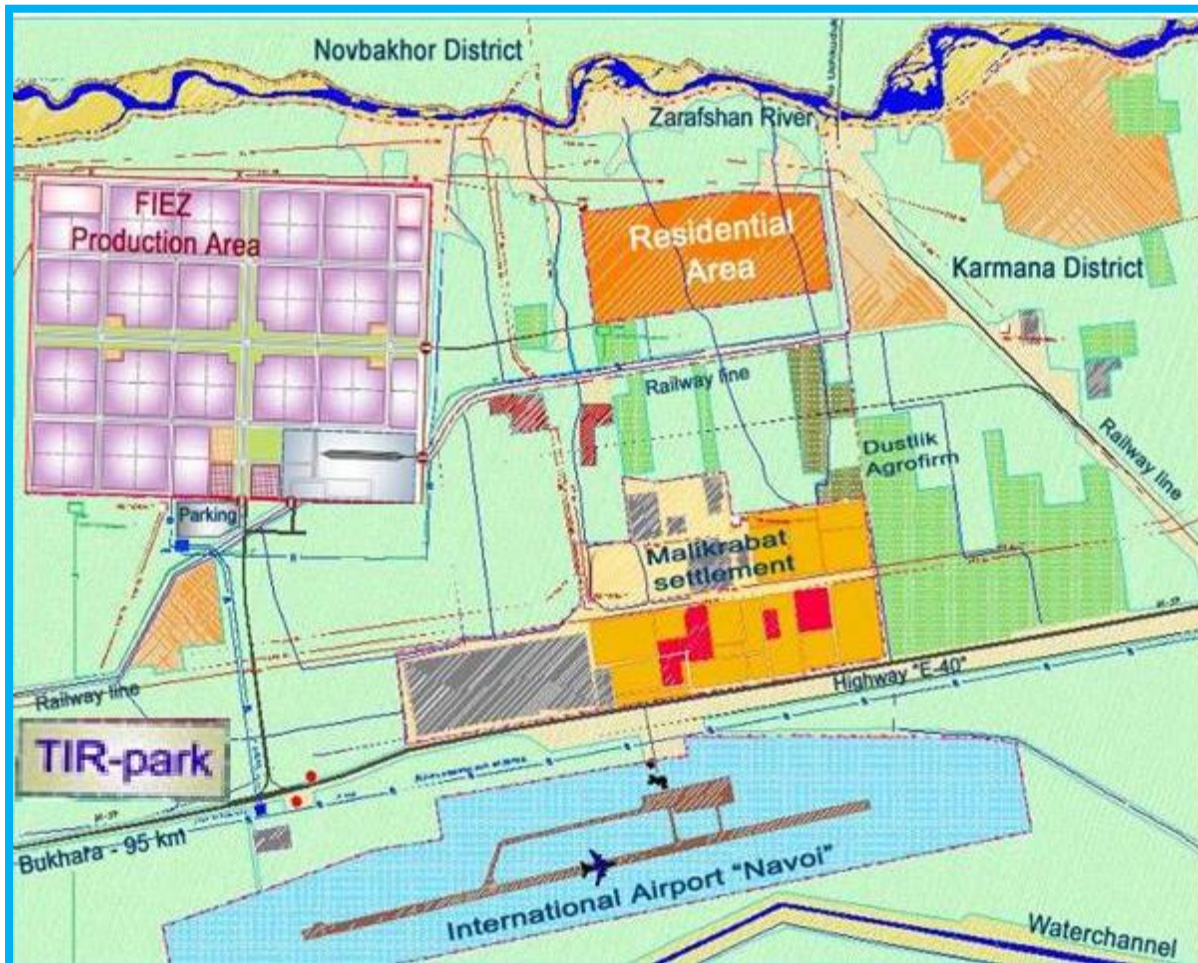 Novbakhor District
Zarafshan River
FIEZ
Production Area
Residential
Area
Karmana District
Railway line
Railway line
Dustlik
Agrofirm
Parking
Malikrabat
settlement
Highway "E-40"
Railway line
TIR-park
Bukhara - 95 km
International Airport "Navoi"
Waterchannel